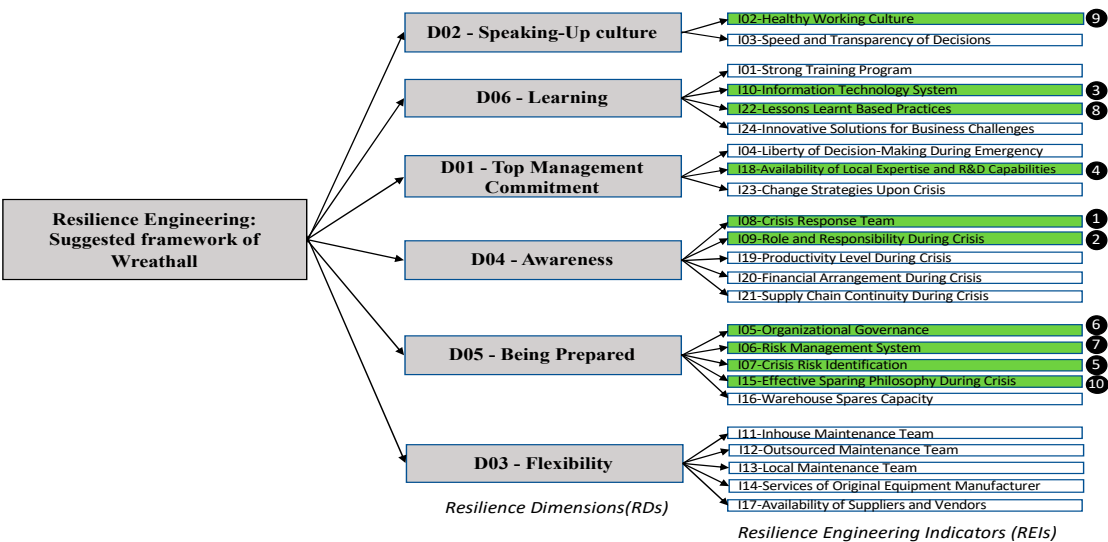 Resilience Engineering:
Suggested framework of
Wreathall
D02 - Speaking-Up culture
I02-Healthy Working Culture 9
I03-Speed and Transparency of Decisions
D06 - Learning
I01-Strong Training Program
I10-Information Technology System 3
I22-Lessons Learnt Based Practices 8
I24-Innovative Solutions for Business Challenges
D01 - Top Management
Commitment
I04-Liberty of Decision-Making During Emergency
I18-Availability of Local Expertise and R&D Capabilities 4
I23-Change Strategies Upon Crisis
D04 - Awareness
I08-Crisis Response Team 1
I09-Role and Responsibility During Crisis 2
I19-Productivity Level During Crisis
I20-Financial Arrangement During Crisis
I21-Supply Chain Continuity During Crisis
D05 - Being Prepared
I05-Organizational Governance 6
I06-Risk Management System 7
I07-Crisis Risk Identification 5
I15-Effective Sparing Philosophy During Crisis 10
I16-Warehouse Spares Capacity
D03 - Flexibility
I11-Inhouse Maintenance Team
I12-Outsourced Maintenance Team
I13-Local Maintenance Team
I14-Services of Original Equipment Manufacturer
I17-Availability of Suppliers and Vendors
Resilience Dimensions(RDs)
Resilience Engineering Indicators (REIs)